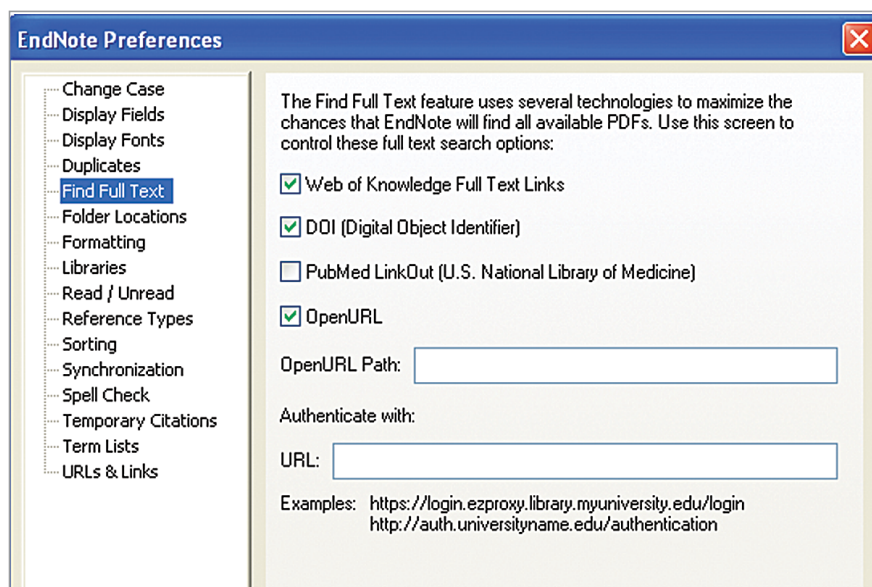 EndNote Preferences
Change Case
Display Fields
Display Fonts
Duplicates
Find Full Text
Folder Locations
Formatting
Libraries
Read / Unread
Reference Types
Sorting
Synchronization
Spell Check
Temporary Citations
Term Lists
URLs & Links
The Find Full Text feature uses several technologies to maximize the
chances that EndNote will find all available PDFs. Use this screen to
control these full text search options:
Web of Knowledge Full Text Links
DOI (Digital Object Identifier)
PubMed LinkOut (U.S. National Library of Medicine)
OpenURL
OpenURL Path:
Authenticate with:
URL:
Examples: https://login.ezproxy.library.myuniversity.edu/login
http://auth.universityname.edu/authentication